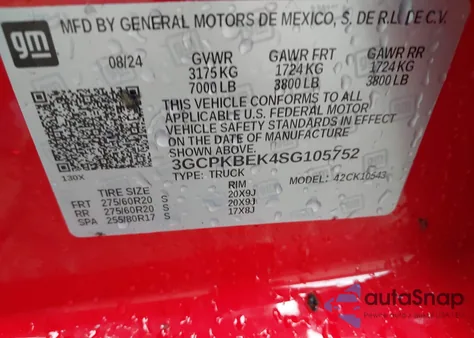 gm
MFD BY GENERAL MOTORS DE MEXICO, S. DE R.L. DE C.V.
08/24 GVWR GAWR FRT GAWR RR
3175 KG 1724 KG 1724 KG
7000 LB 3800 LB 3800 LB
THIS VEHICLE CONFORMS TO ALL
APPLICABLE U.S. FEDERAL MOTOR
VEHICLE SAFETY STANDARDS IN EFFECT
ON THE DATE OF MANUFACTURE
3GCPKBEK4SG105752
130X
TYPE: TRUCK MODEL: 42CK10543
TIRE SIZE RIM
FRT 275/60R20 S 20X9J
RR 275/60R20 S 20X9J
SPA 255/80R17 S 17X8J
autoSnap